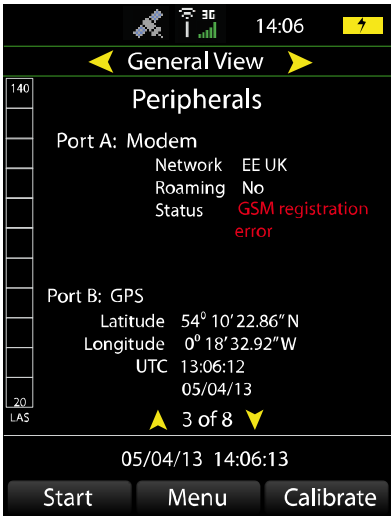 3G 14:06
General View
140
Peripherals
Port A: Modem
Network EE UK
Roaming No
Status GSM registration
error
Port B: GPS
Latitude 54⁰ 10' 22.86" N
Longitude 0⁰ 18' 32.92" W
UTC 13:06:12
05/04/13
20
LAS
3 of 8
05/04/13 14:06:13
Start Menu Calibrate